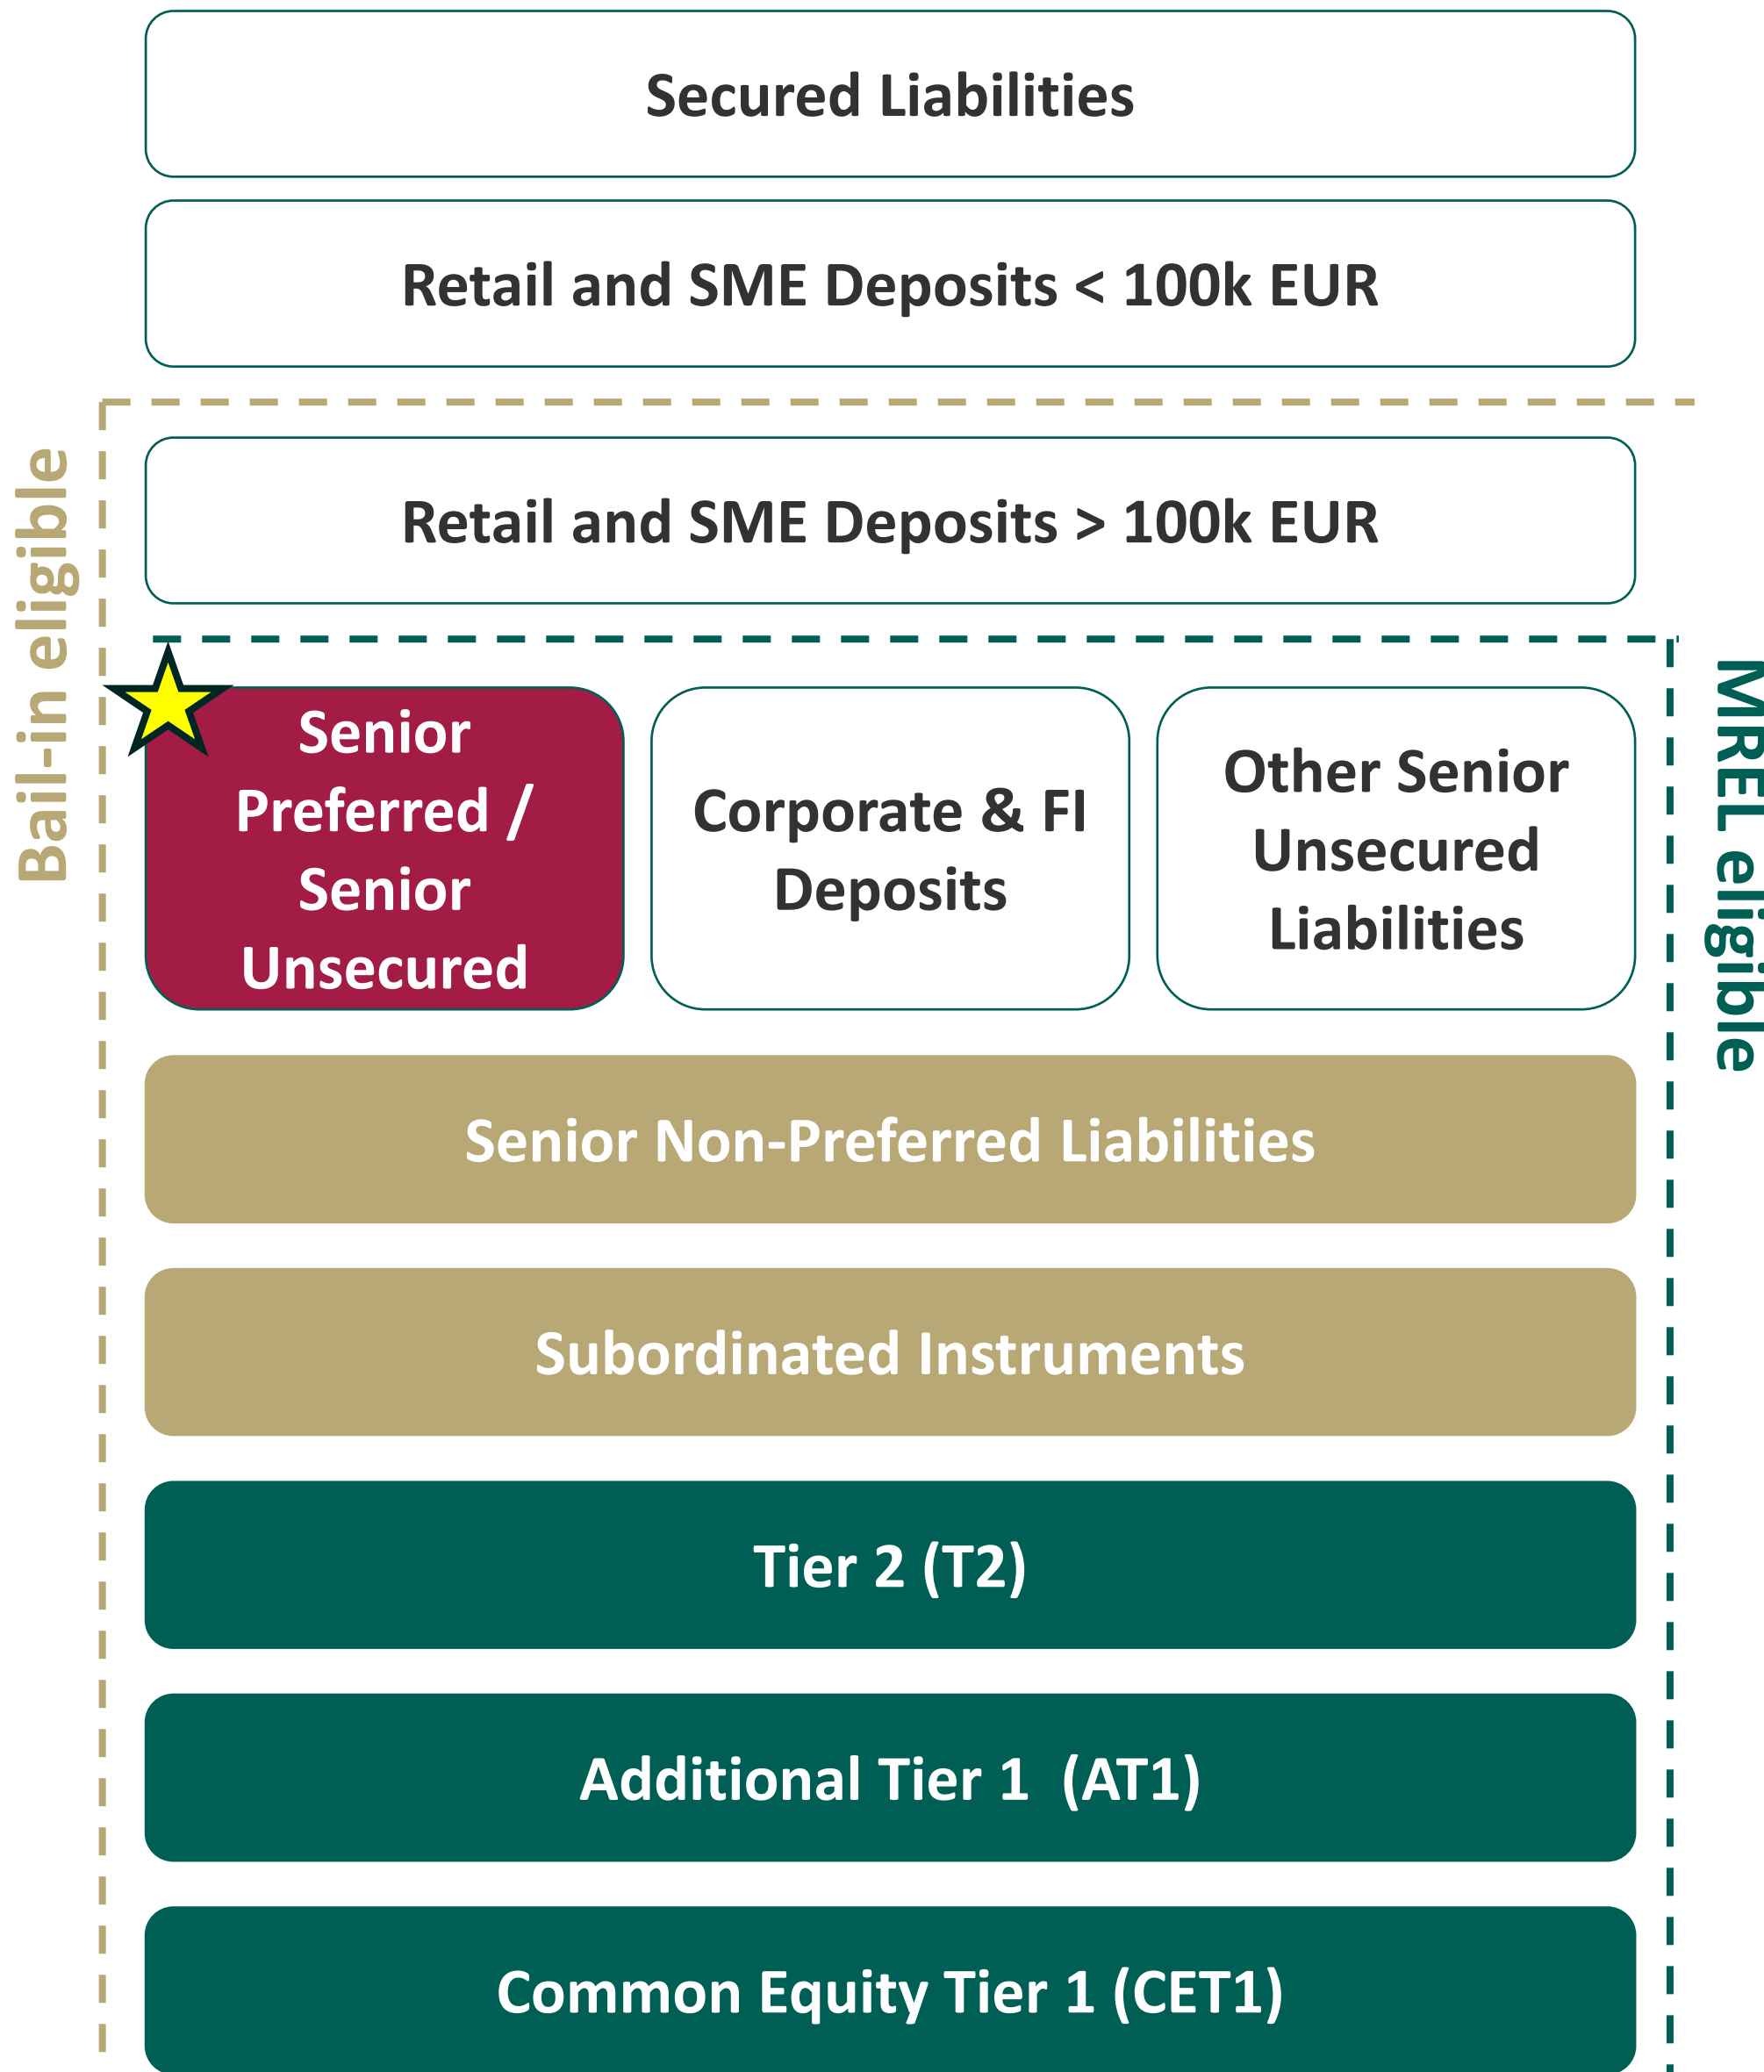 Secured Liabilities
Retail and SME Deposits < 100k EUR
Bail-in eligible
Retail and SME Deposits > 100k EUR
MREL eligible
Senior
Preferred /
Senior
Unsecured
Corporate & FI
Deposits
Other Senior
Unsecured
Liabilities
Senior Non-Preferred Liabilities
Subordinated Instruments
Tier 2 (T2)
Additional Tier 1 (AT1)
Common Equity Tier 1 (CET1)